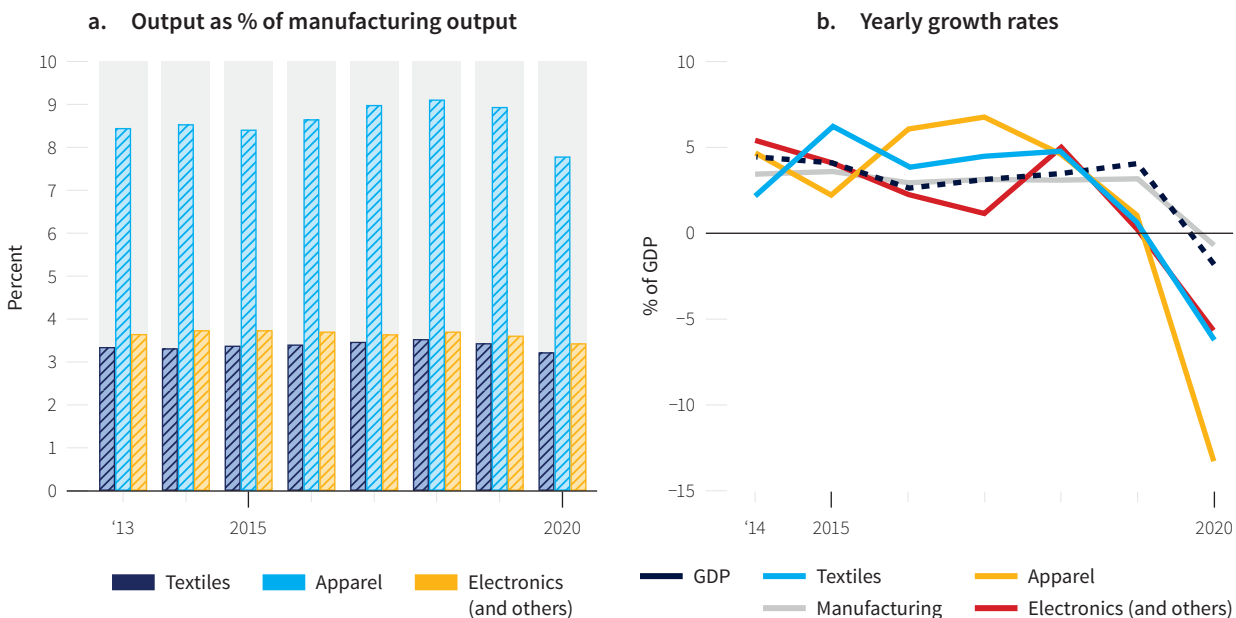 a. Output as % of manufacturing output
Percent
10
9
8
7
6
5
4
3
2
1
0
‘13
2015
2020
Textiles
Apparel
Electronics
(and others)
b. Yearly growth rates
% of GDP
10
5
0
−5
−10
−15
‘14
2015
2020
GDP
Textiles
Apparel
Manufacturing
Electronics (and others)